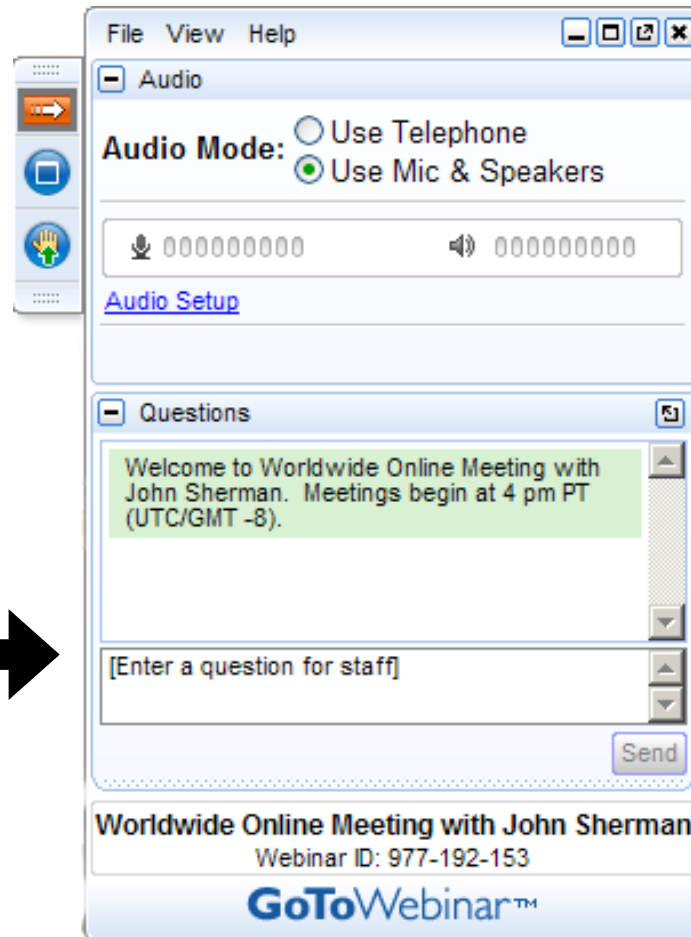 File View Help
Audio
Audio Mode:
Use Telephone
Use Mic & Speakers
000000000 000000000
Audio Setup
Questions
Welcome to Worldwide Online Meeting with
John Sherman. Meetings begin at 4 pm PT
(UTC/GMT -8).
[Enter a question for staff]
Send
Worldwide Online Meeting with John Sherman
Webinar ID: 977-192-153
GoToWebinar™